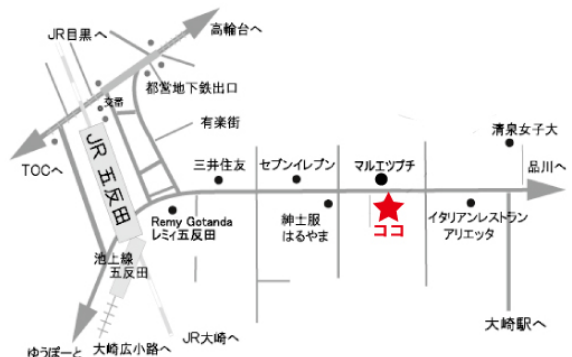 高輪台へ
JR目黒へ
都営地下鉄出口
交番
有楽街
清泉女子大
TOCへ
JR 五反田
三井住友
セブンイレブン
マルエツプチ
品川へ
Remy Gotanda
レミィ五反田
紳士服
はるやま
ココ
イタリアンレストラン
アリエッタ
池上線
五反田
大崎駅へ
JR大崎へ
大崎広小路へ
ゆうぽーと